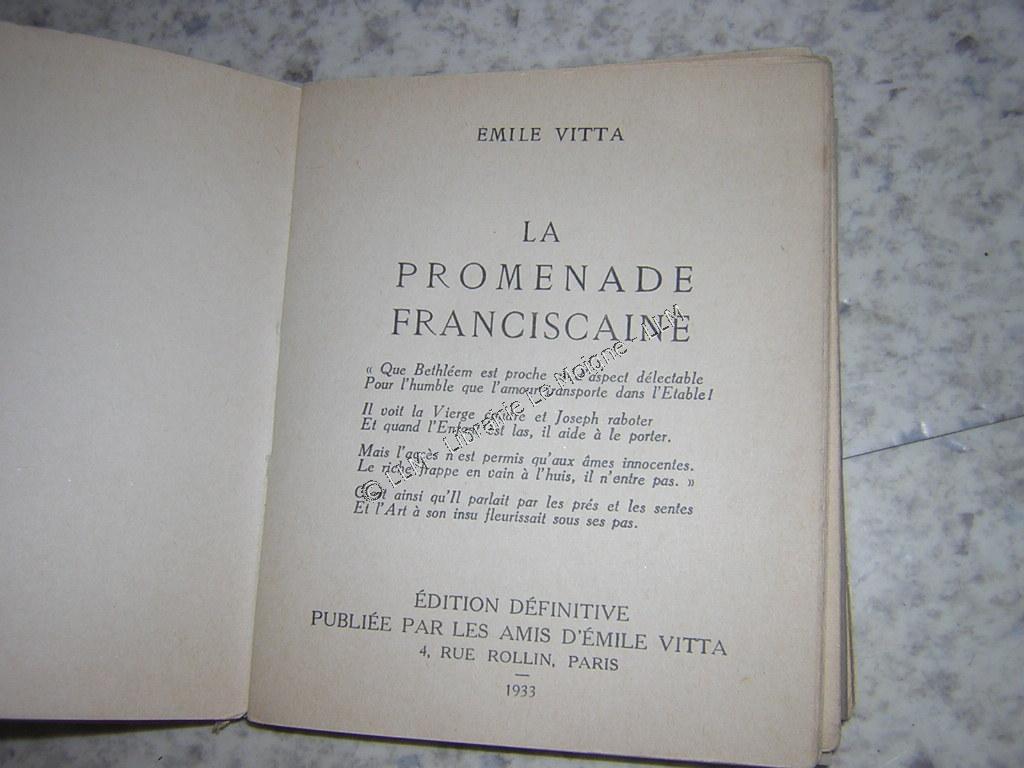 EMILE VITTA
LA
PROMENADE
FRANCISCAINE
« Que Bethléem est proche aspect délectable
Pour l'humble que l'amour transporte dans l'Etable !
Il voit la Vierge et Joseph raboter
Et quand l'Enfant est las, il aide à le porter.
Mais l'accès n'est permis qu'aux âmes innocentes.
Le riche frappe en vain à l'huis, il n'entre pas. »
C'est ainsi qu'Il parlait par les prés et les sentes
Et l'Art à son insu fleurissait sous ses pas.
ÉDITION DÉFINITIVE
PUBLIÉE PAR LES AMIS D'ÉMILE VITTA
4, RUE ROLLIN, PARIS
1933
© LLM - Librairie Le Moigne - LLM